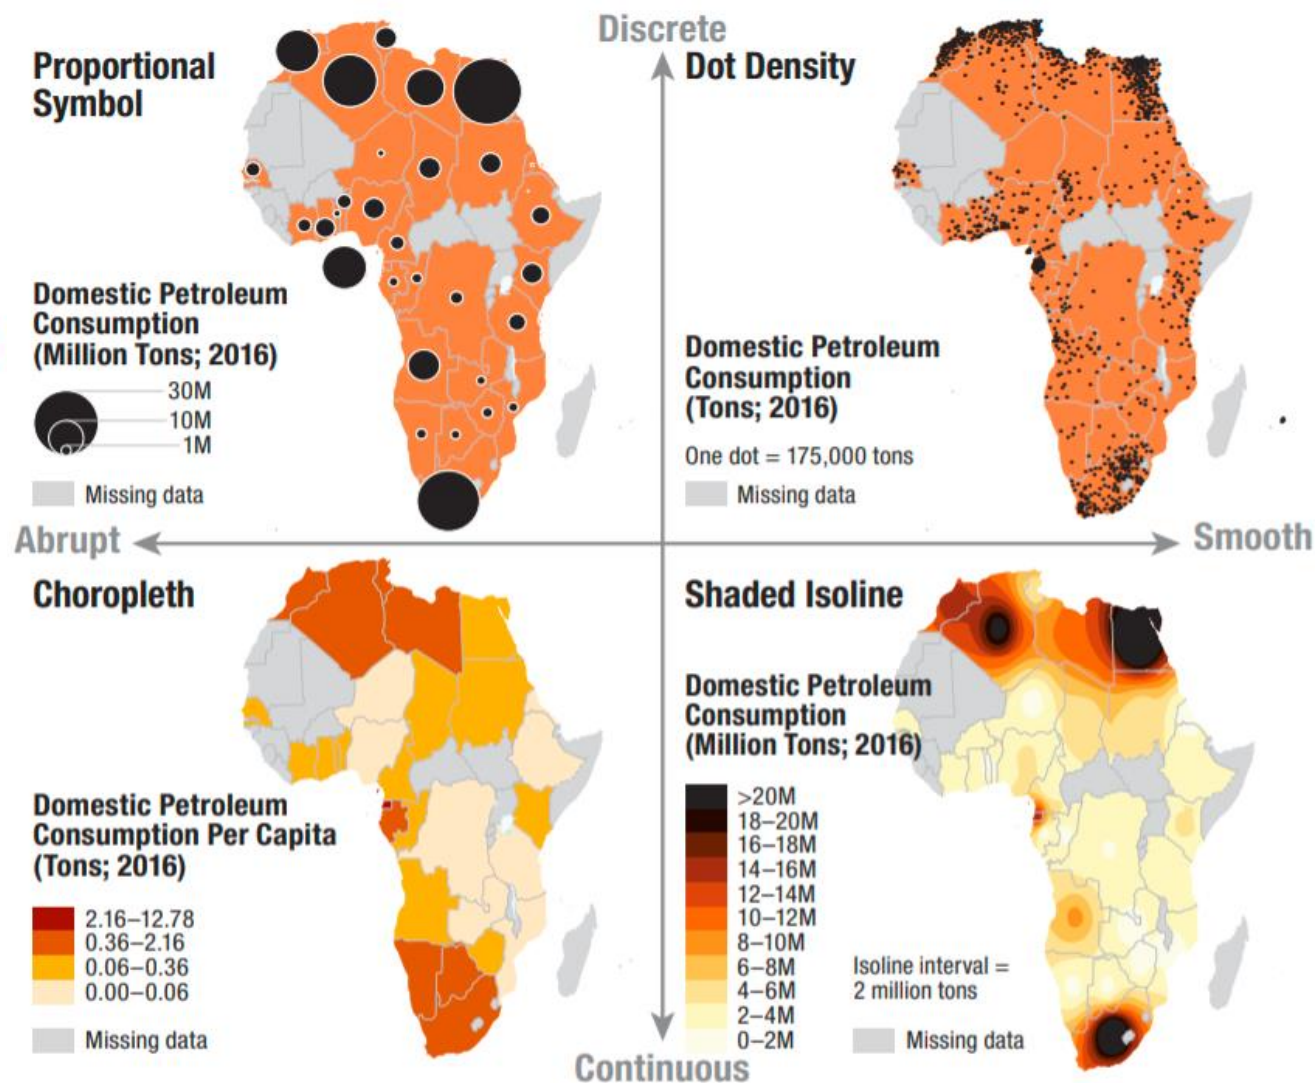 Discrete
Proportional
Symbol
Domestic Petroleum
Consumption
(Million Tons; 2016)
30M
10M
1M
Missing data
Dot Density
Domestic Petroleum
Consumption
(Tons; 2016)
One dot = 175,000 tons
Missing data
Abrupt
Smooth
Choropleth
Domestic Petroleum
Consumption Per Capita
(Tons; 2016)
2.16–12.78
0.36–2.16
0.06–0.36
0.00–0.06
Missing data
Shaded Isoline
Domestic Petroleum
Consumption
(Million Tons; 2016)
>20M
18–20M
16–18M
14–16M
12–14M
10–12M
8–10M
6–8M
4–6M
2–4M
0–2M
Isoline interval =
2 million tons
Missing data
Continuous